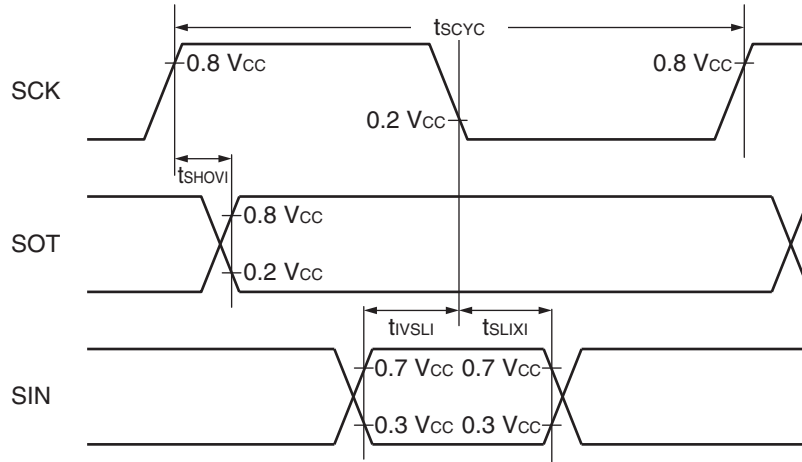 tSCYC
SCK
0.8 VCC
0.8 VCC
0.2 VCC
tSHOVI
SOT
0.8 VCC
0.2 VCC
tIVSLI
tSLIXI
SIN
0.7 VCC
0.7 VCC
0.3 VCC
0.3 VCC